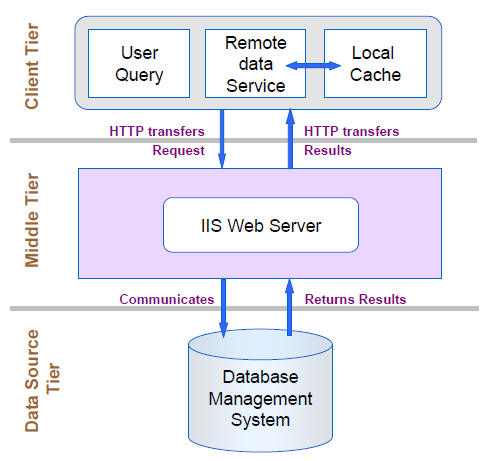 Client Tier
User
Query
Remote
data
Service
Local
Cache
HTTP transfers
Request
HTTP transfers
Results
Middle Tier
IIS Web Server
Communicates
Returns Results
Data Source
Tier
Database
Management
System